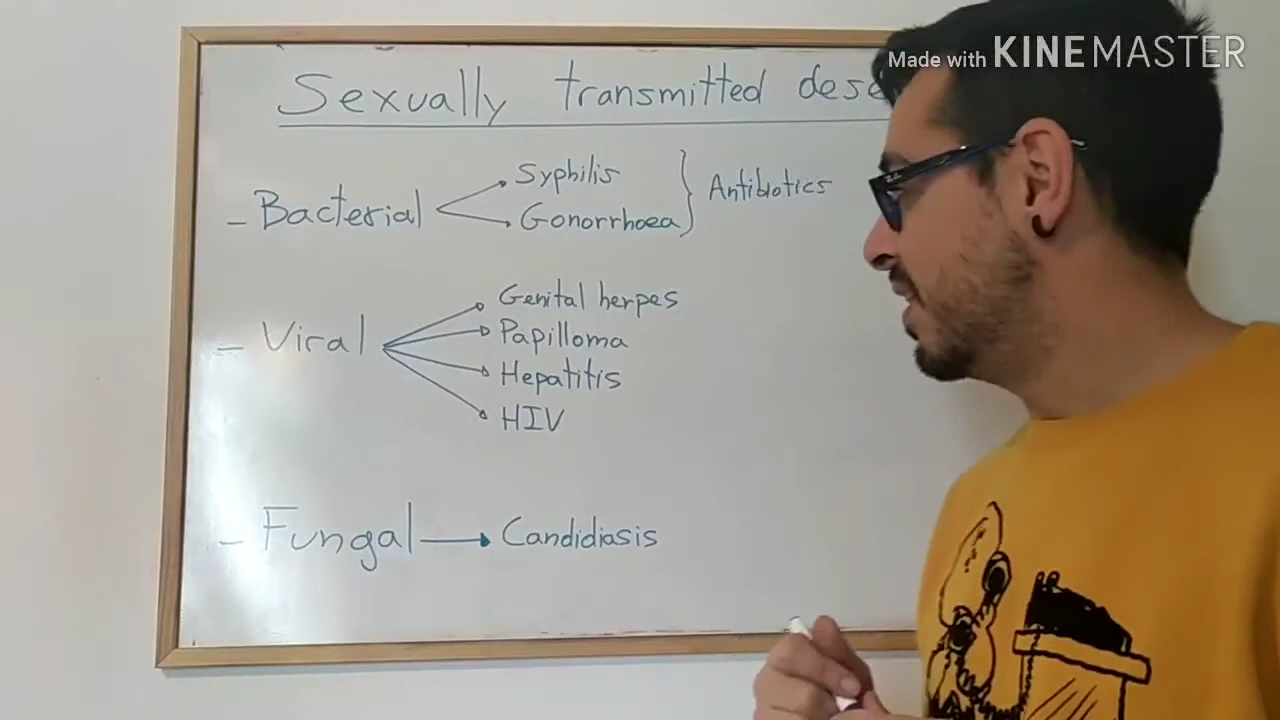 Made with KINEMASTER
Sexually transmitted dese
- Bacterial
Syphilis
Gonorrhoea
Antibiotics
- Viral
Genital herpes
Papilloma
Hepatitis
HIV
- Fungal
Candidiasis